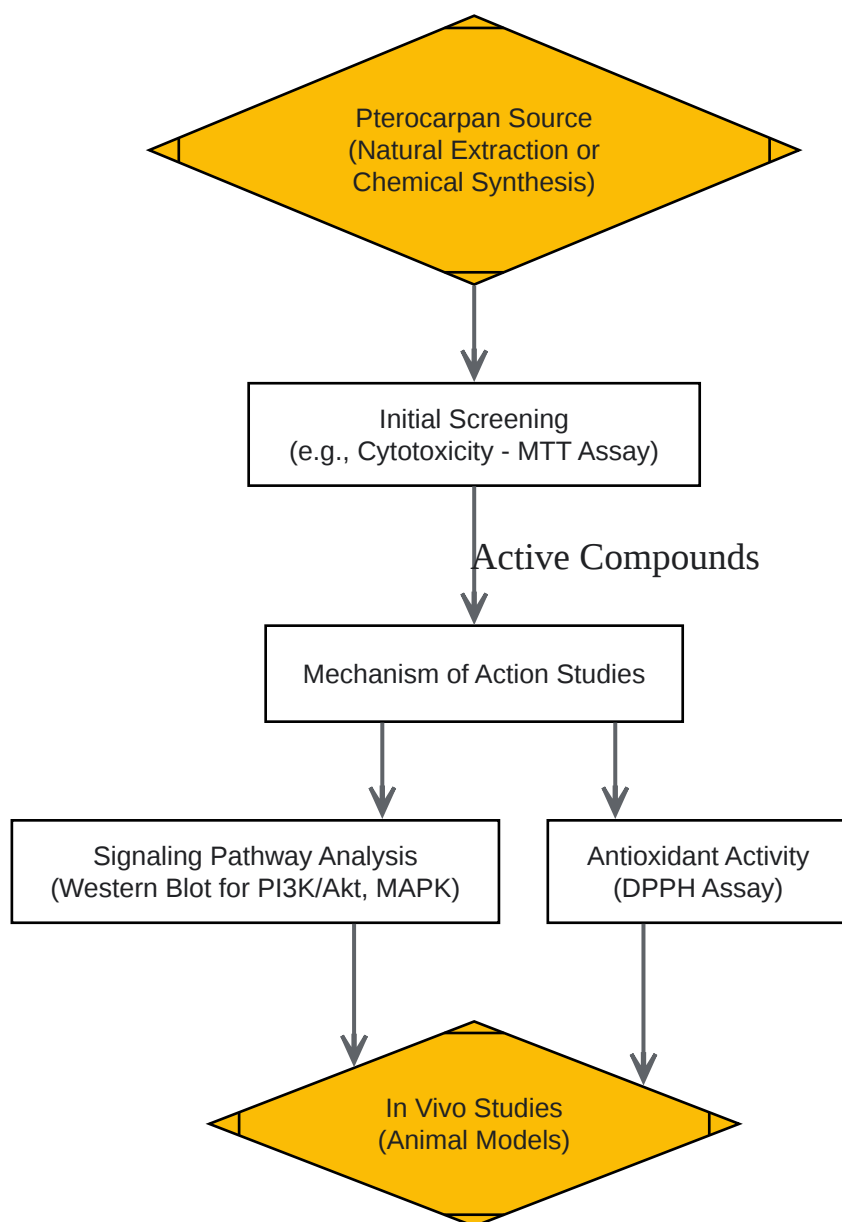 Pterocarpan Source
(Natural Extraction or
Chemical Synthesis)
Initial Screening
(e.g., Cytotoxicity - MTT Assay)
Active Compounds
Mechanism of Action Studies
Signaling Pathway Analysis
(Western Blot for PI3K/Akt, MAPK)
Antioxidant Activity
(DPPH Assay)
In Vivo Studies
(Animal Models)